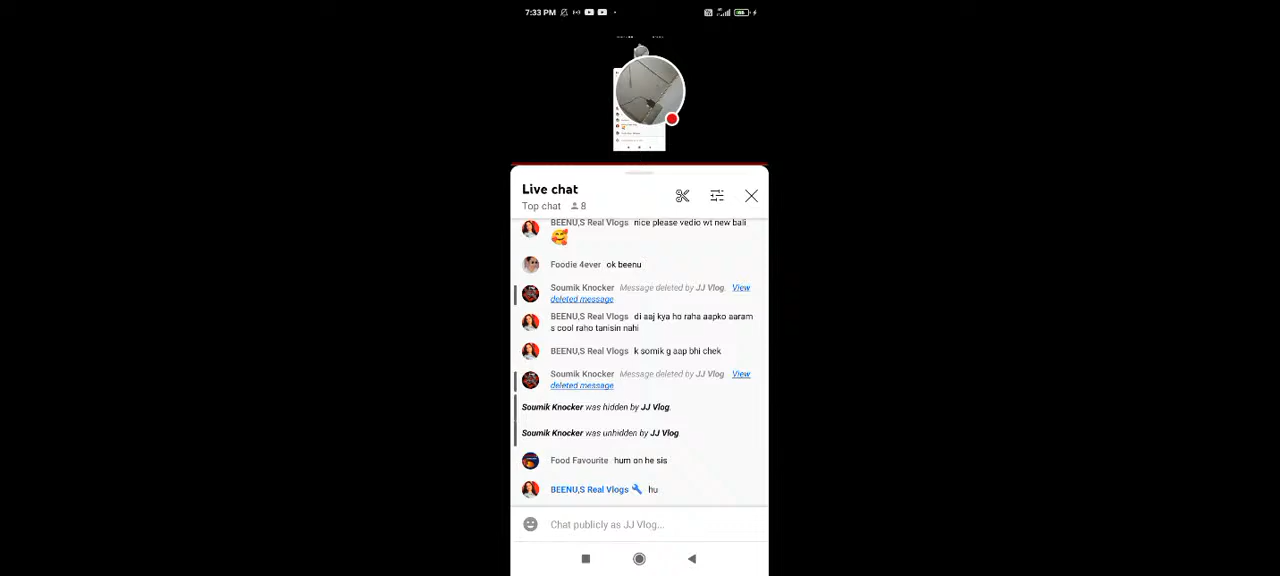 7:33 PM
Live chat
Top chat 8
BEENU,S Real Vlogs nice please vedio wt new bali
Foodie 4ever ok beenu
Soumik Knocker Message deleted by JJ Vlog. View
deleted message
BEENU,S Real Vlogs di aaj kya ho raha aapko aaram
s cool raho tanisin nahi
BEENU,S Real Vlogs k somik g aap bhi chek
Soumik Knocker Message deleted by JJ Vlog View
deleted message
Soumik Knocker was hidden by JJ Vlog.
Soumik Knocker was unhidden by JJ Vlog
Food Favourite hum on he sis
BEENU,S Real Vlogs hu
Chat publicly as JJ Vlog...